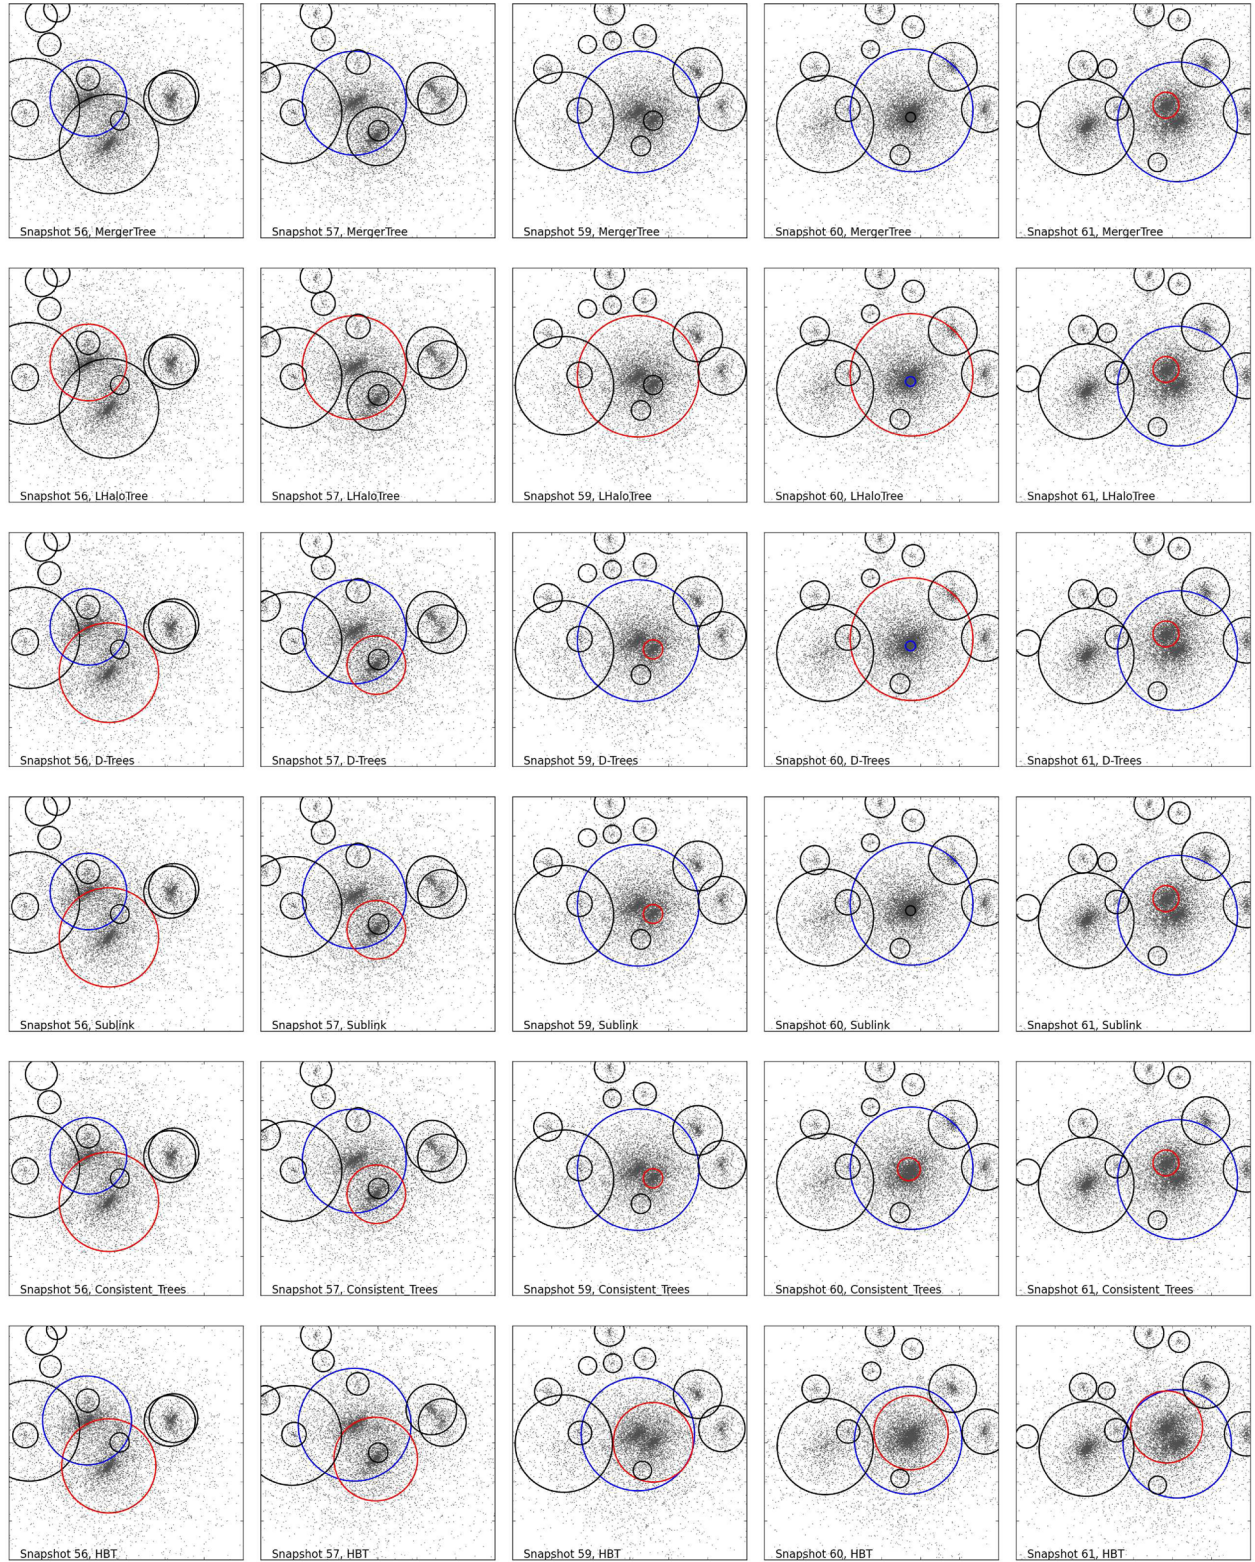 Snapshot 56, MergerTree
Snapshot 57, MergerTree
Snapshot 59, MergerTree
Snapshot 60, MergerTree
Snapshot 61, MergerTree
Snapshot 56, LHaloTree
Snapshot 57, LHaloTree
Snapshot 59, LHaloTree
Snapshot 60, LHaloTree
Snapshot 61, LHaloTree
Snapshot 56, D-Trees
Snapshot 57, D-Trees
Snapshot 59, D-Trees
Snapshot 60, D-Trees
Snapshot 61, D-Trees
Snapshot 56, Sublink
Snapshot 57, Sublink
Snapshot 59, Sublink
Snapshot 60, Sublink
Snapshot 61, Sublink
Snapshot 56, Consistent_Trees
Snapshot 57, Consistent_Trees
Snapshot 59, Consistent_Trees
Snapshot 60, Consistent_Trees
Snapshot 61, Consistent_Trees
Snapshot 56, HBT
Snapshot 57, HBT
Snapshot 59, HBT
Snapshot 60, HBT
Snapshot 61, HBT